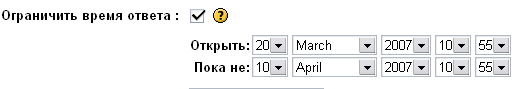 Ограничить время ответа : ?
Открыть: 20 March 2007 10 55
Пока не: 10 April 2007 10 55